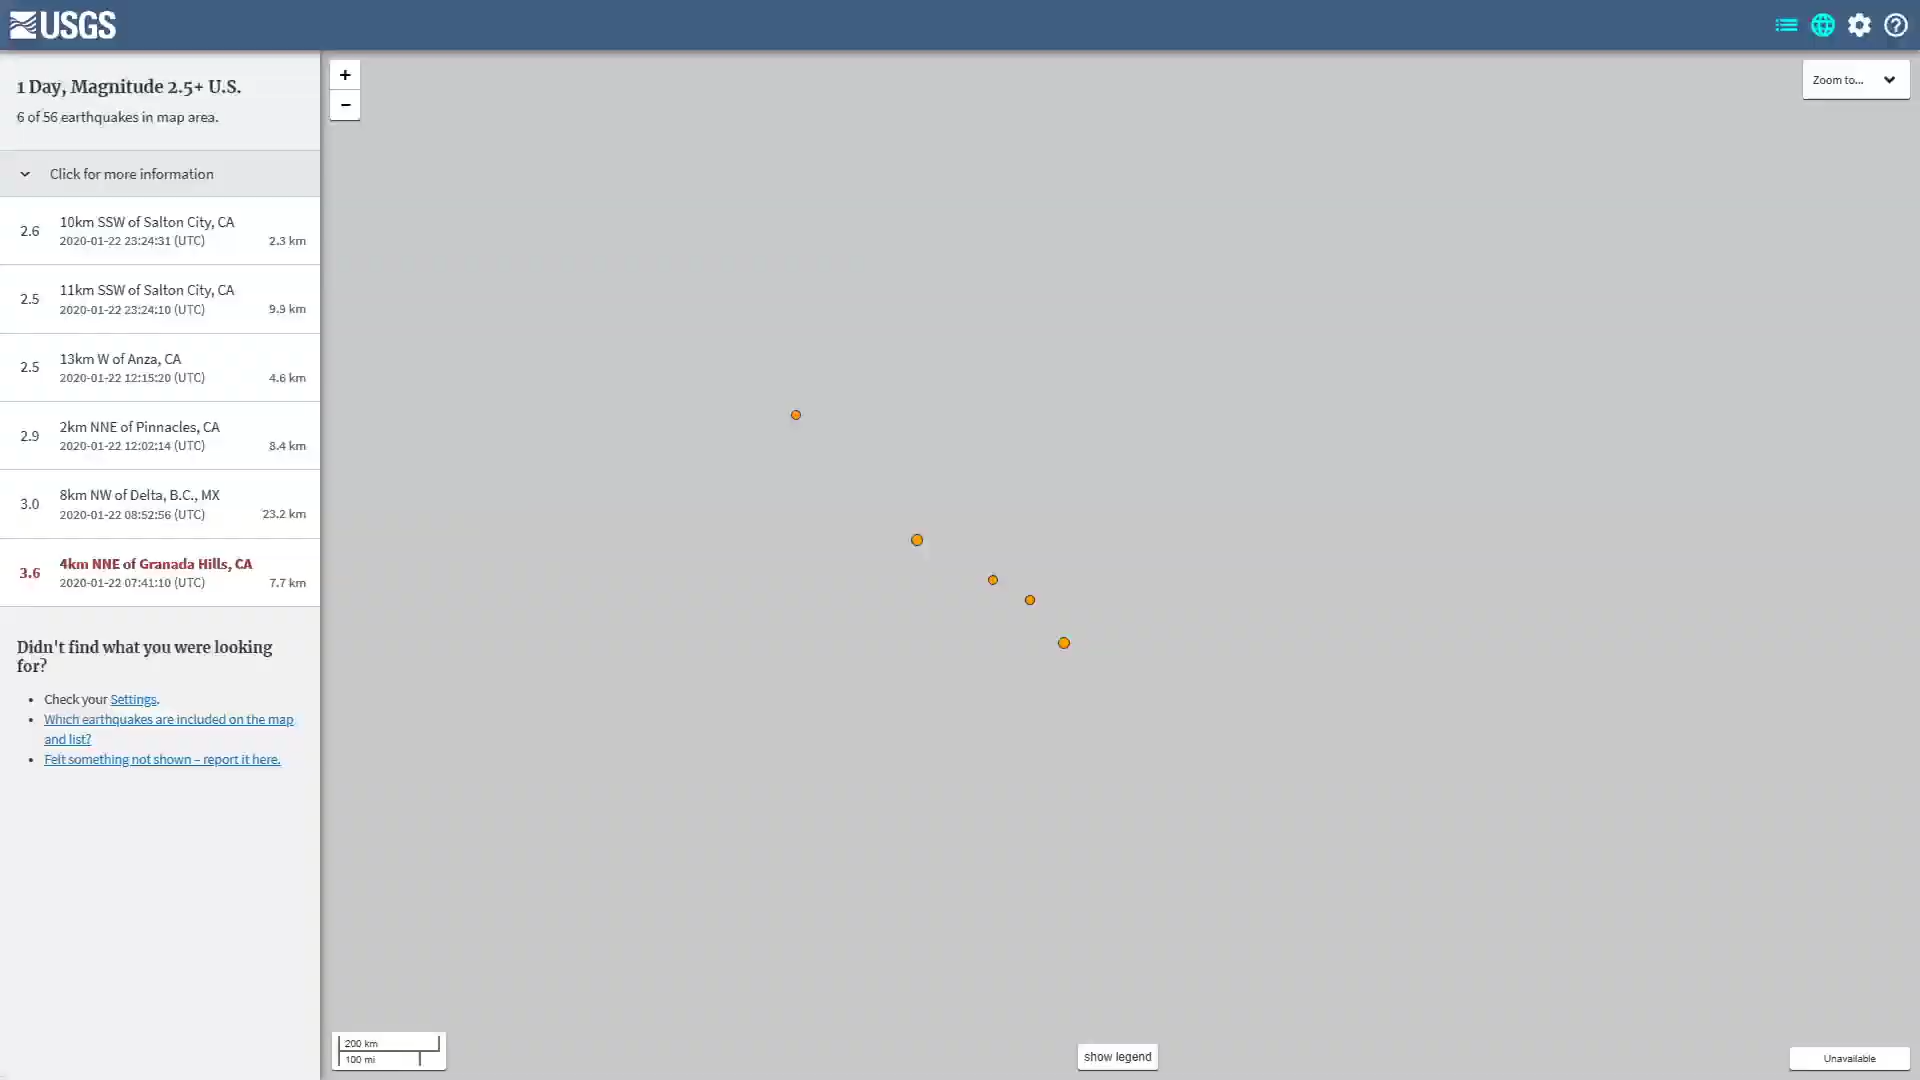 USGS
1 Day, Magnitude 2.5+ U.S.
6 of 56 earthquakes in map area.
Click for more information
2.6
10km SSW of Salton City, CA
2020-01-22 23:24:31 (UTC)
2.3 km
2.5
11km SSW of Salton City, CA
2020-01-22 23:24:10 (UTC)
9.9 km
2.5
13km W of Anza, CA
2020-01-22 12:15:20 (UTC)
4.6 km
2.9
2km NNE of Pinnacles, CA
2020-01-22 12:02:14 (UTC)
8.4 km
3.0
8km NW of Delta, B.C., MX
2020-01-22 08:52:56 (UTC)
23.2 km
3.6
4km NNE of Granada Hills, CA
2020-01-22 07:41:10 (UTC)
7.7 km
Didn't find what you were looking
for?
Check your Settings.
Which earthquakes are included on the map
and list?
Felt something not shown – report it here.
+
−
Zoom to...
200 km
100 mi
show legend
Unavailable